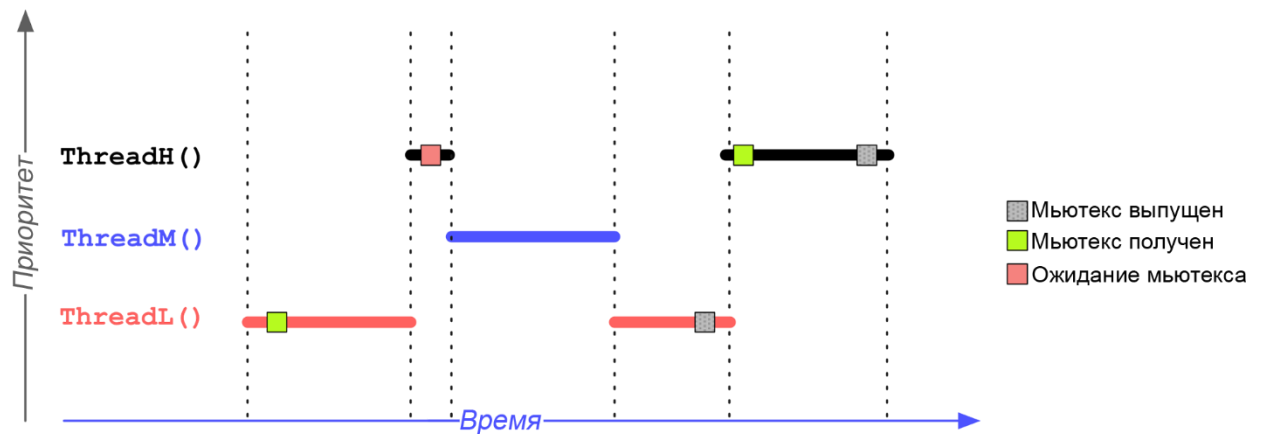 Приоритет
ThreadH()
ThreadM()
ThreadL()
Время
Мьютекс выпущен
Мьютекс получен
Ожидание мьютекса